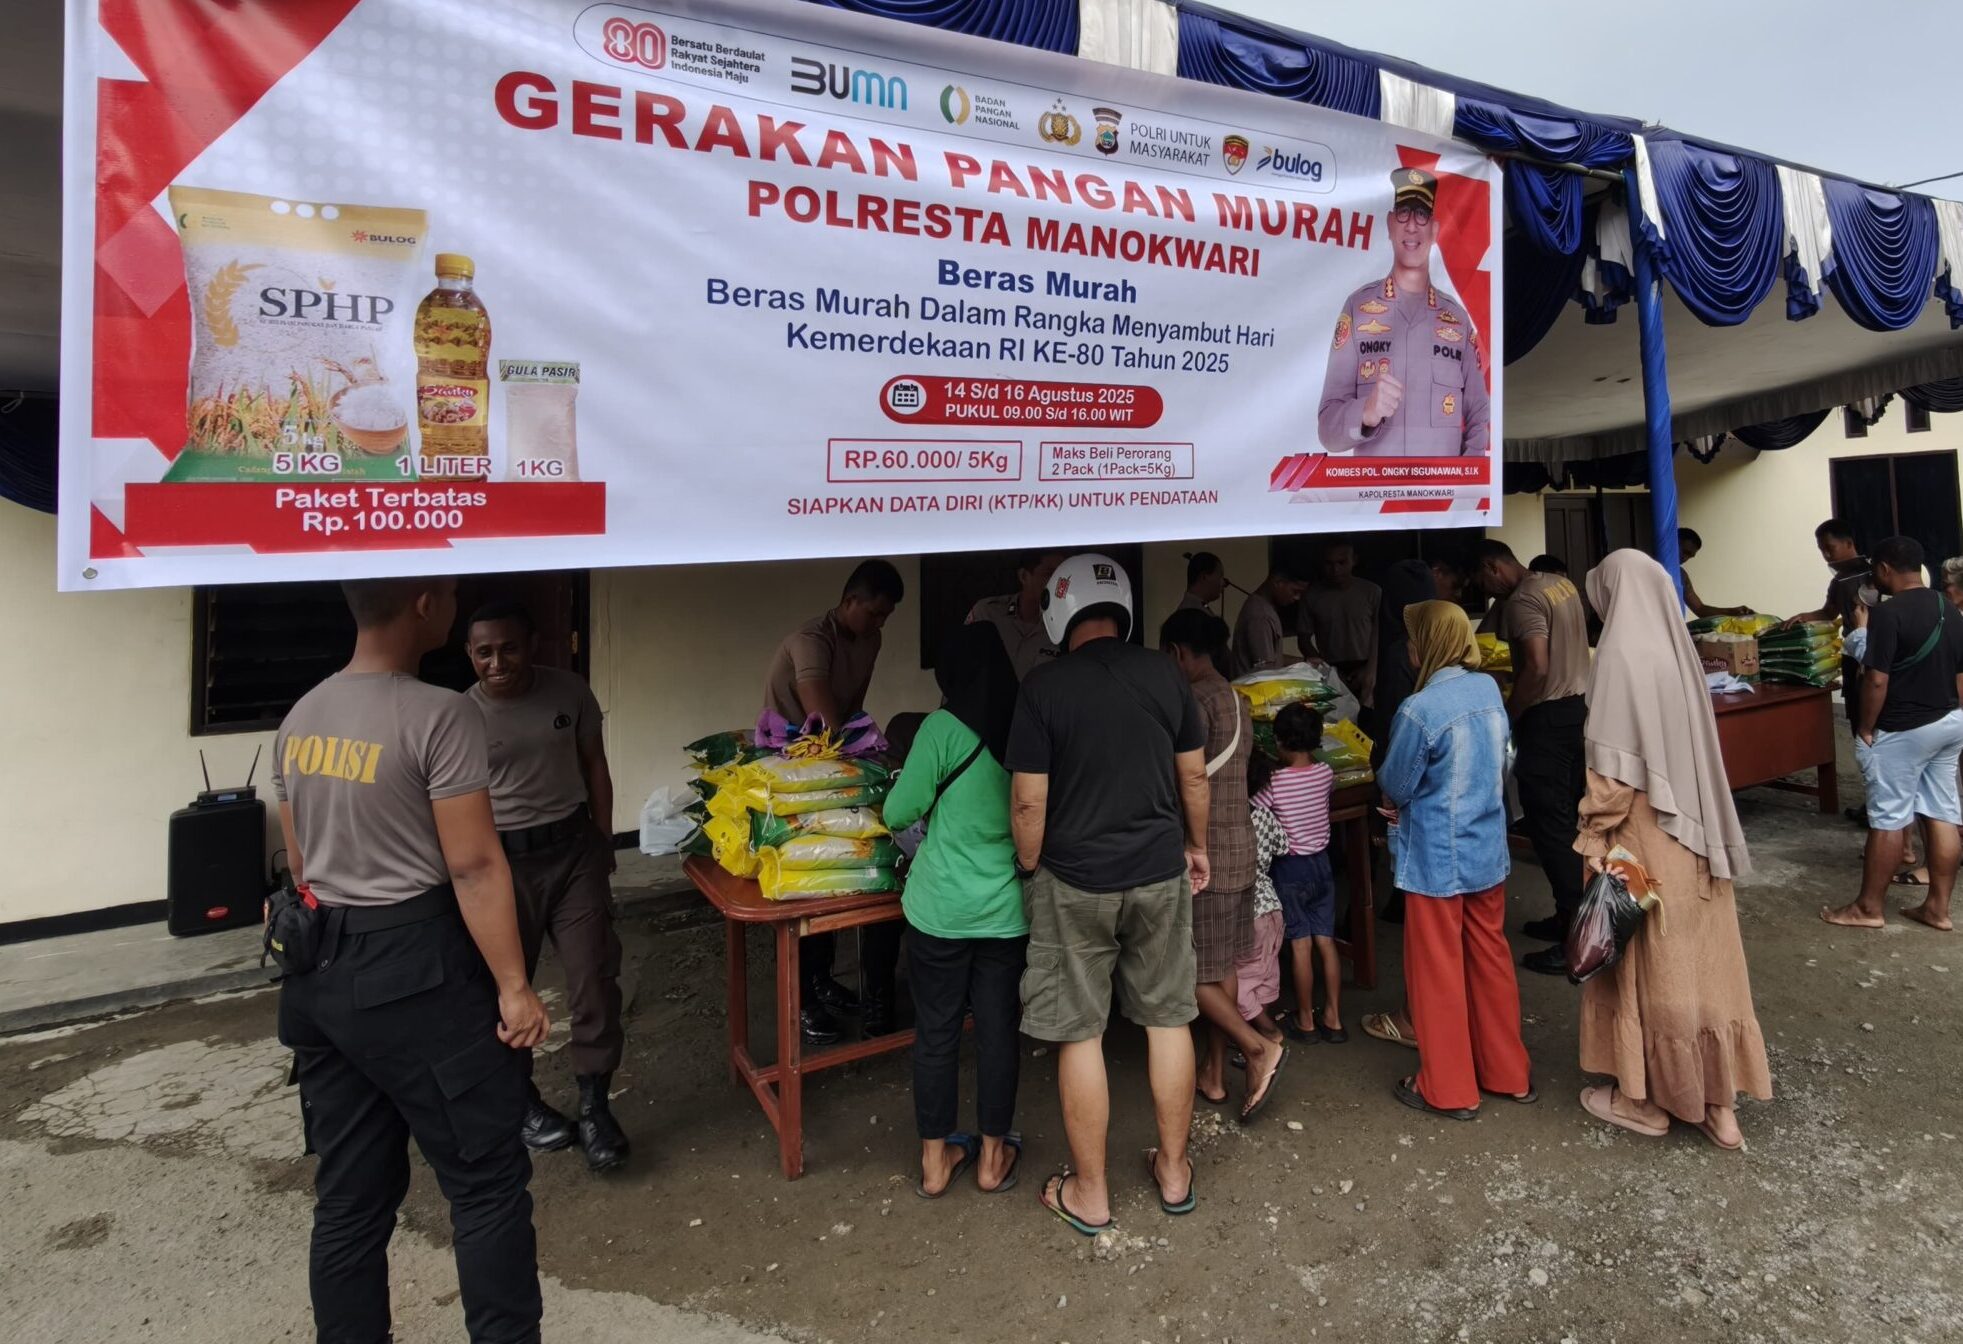 80 Bersatu Berdaulat
Rakyat Sejahtera
Indonesia Maju
BUMN
BADAN
PANGAN
NASIONAL
POLRI UNTUK
MASYARAKAT
bulog
GERAKAN PANGAN MURAH
POLRESTA MANOKWARI
Beras Murah
Beras Murah Dalam Rangka Menyambut Hari
Kemerdekaan RI KE-80 Tahun 2025
14 S/d 16 Agustus 2025
PUKUL 09.00 S/d 16.00 WIT
RP.60.000/ 5Kg
Maks Beli Perorang
2 Pack (1Pack=5Kg)
SIAPKAN DATA DIRI (KTP/KK) UNTUK PENDATAAN
BULOG
SPHP
5 kg
GULA PASIR
5 KG
1 LITER
1KG
Paket Terbatas
Rp.100.000
ONGKY
KOMBES POL. ONGKY ISGUNAWAN, S.I.K
KAPOLRESTA MANOKWARI
POLISI
HONDA